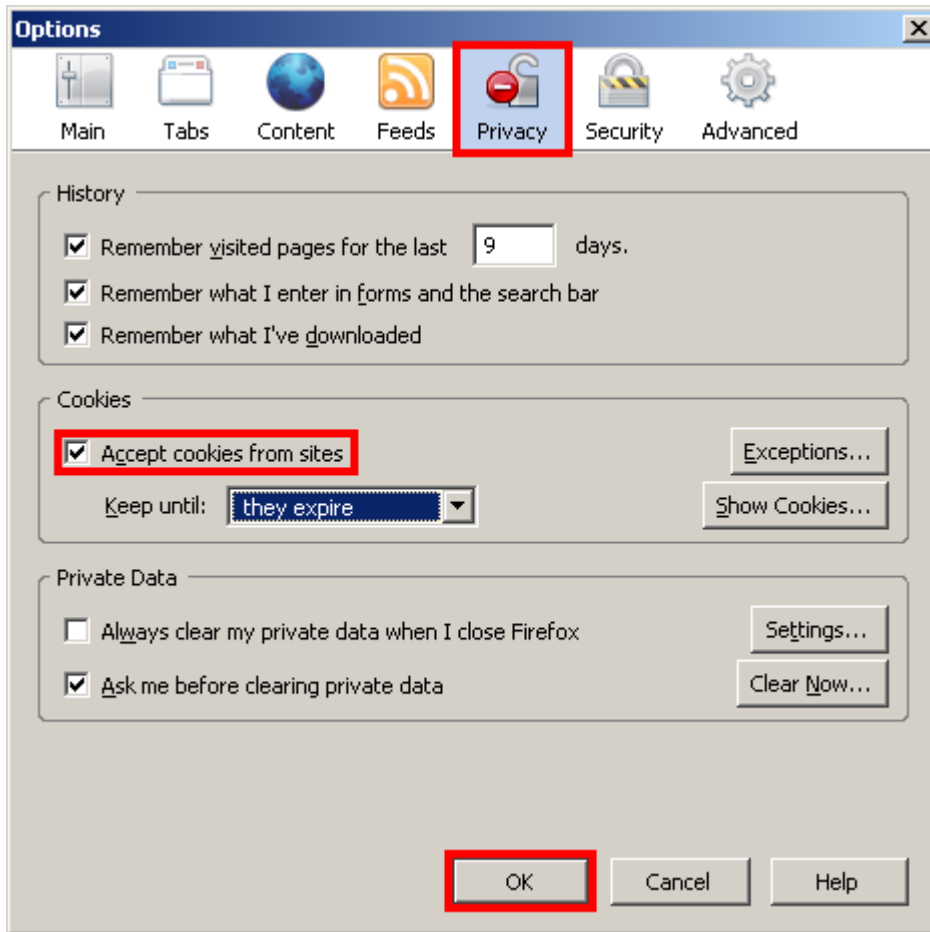 Options
Main Tabs Content Feeds Privacy Security Advanced
History
Remember visited pages for the last 9 days.
Remember what I enter in forms and the search bar
Remember what I've downloaded
Cookies
Accept cookies from sites Exceptions...
Keep until: they expire Show Cookies...
Private Data
Always clear my private data when I close Firefox Settings...
Ask me before clearing private data Clear Now...
OK Cancel Help